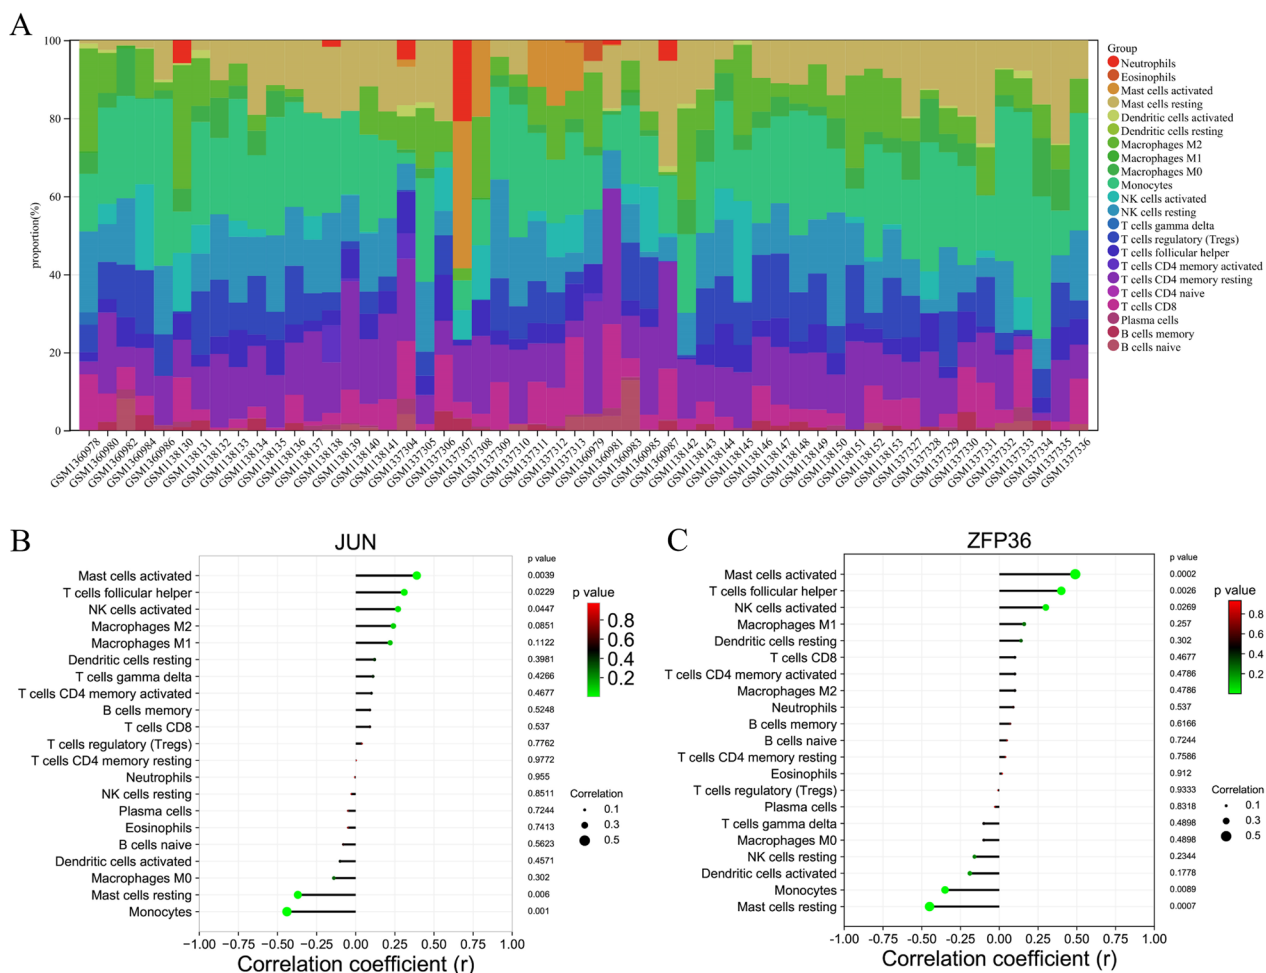 A
100
80
60
40
20
0
proportion(%)
Group
Neutrophils
Eosinophils
Mast cells activated
Mast cells resting
Dendritic cells activated
Dendritic cells resting
Macrophages M2
Macrophages M1
Macrophages M0
Monocytes
NK cells activated
NK cells resting
T cells gamma delta
T cells regulatory (Tregs)
T cells follicular helper
T cells CD4 memory activated
T cells CD4 memory resting
T cells CD4 naive
T cells CD8
Plasma cells
B cells memory
B cells naive
GSM1360978
GSM1360980
GSM1360982
GSM1360984
GSM1360986
GSM1138130
GSM1138131
GSM1138132
GSM1138133
GSM1138134
GSM1138135
GSM1138136
GSM1138137
GSM1138138
GSM1138139
GSM1138140
GSM1138141
GSM1337304
GSM1337305
GSM1337306
GSM1337307
GSM1337308
GSM1337309
GSM1337310
GSM1337311
GSM1337312
GSM1337313
GSM1360979
GSM1360981
GSM1360983
GSM1360985
GSM1360987
GSM1138142
GSM1138143
GSM1138144
GSM1138145
GSM1138146
GSM1138147
GSM1138148
GSM1138149
GSM1138150
GSM1138151
GSM1138152
GSM1138153
GSM1337327
GSM1337328
GSM1337329
GSM1337330
GSM1337331
GSM1337332
GSM1337333
GSM1337334
GSM1337335
GSM1337336
B
JUN
p value
Mast cells activated 0.0039
T cells follicular helper 0.0229
NK cells activated 0.0447
Macrophages M2 0.0851
Macrophages M1 0.1122
Dendritic cells resting 0.3981
T cells gamma delta 0.4266
T cells CD4 memory activated 0.4677
B cells memory 0.5248
T cells CD8 0.537
T cells regulatory (Tregs) 0.7762
T cells CD4 memory resting 0.9772
Neutrophils 0.955
NK cells resting 0.8511
Plasma cells 0.7244
Eosinophils 0.7413
B cells naive 0.5623
Dendritic cells activated 0.4571
Macrophages M0 0.302
Mast cells resting 0.006
Monocytes 0.001
−1.00 −0.75 −0.50 −0.25 0.00 0.25 0.50 0.75 1.00
Correlation coefficient (r)
p value
0.8
0.6
0.4
0.2
Correlation
0.1
0.3
0.5
C
ZFP36
p value
Mast cells activated 0.0002
T cells follicular helper 0.0026
NK cells activated 0.0269
Macrophages M1 0.257
Dendritic cells resting 0.302
T cells CD8 0.4677
T cells CD4 memory activated 0.4786
Macrophages M2 0.4786
Neutrophils 0.537
B cells memory 0.6166
B cells naive 0.7244
T cells CD4 memory resting 0.7586
Eosinophils 0.912
T cells regulatory (Tregs) 0.9333
Plasma cells 0.8318
T cells gamma delta 0.4898
Macrophages M0 0.4898
NK cells resting 0.2344
Dendritic cells activated 0.1778
Monocytes 0.0089
Mast cells resting 0.0007
-1.00 -0.75 -0.50 -0.25 0.00 0.25 0.50 0.75 1.00
Correlation coefficient (r)
p value
0.8
0.6
0.4
0.2
Correlation
0.1
0.3
0.5